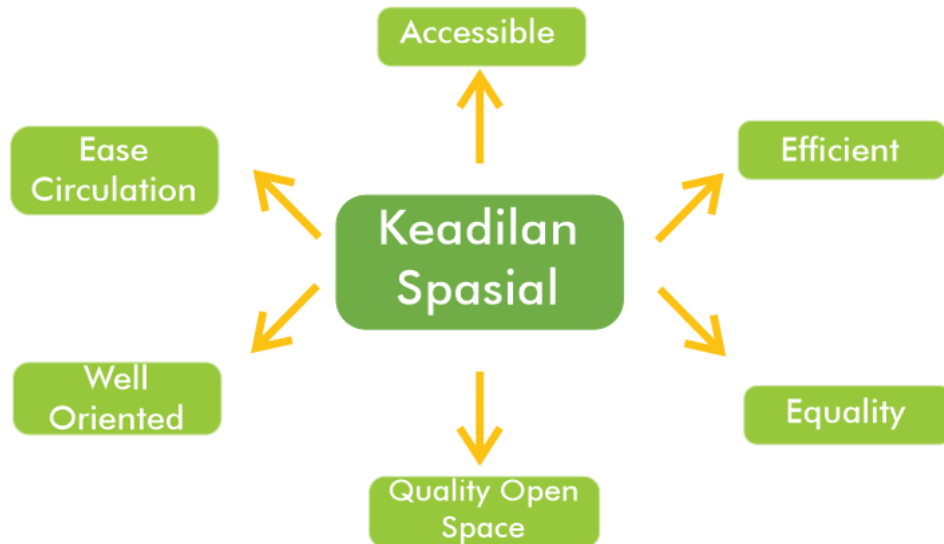 Accessible
Ease
Circulation
Efficient
Keadilan
Spasial
Well
Oriented
Equality
Quality Open
Space